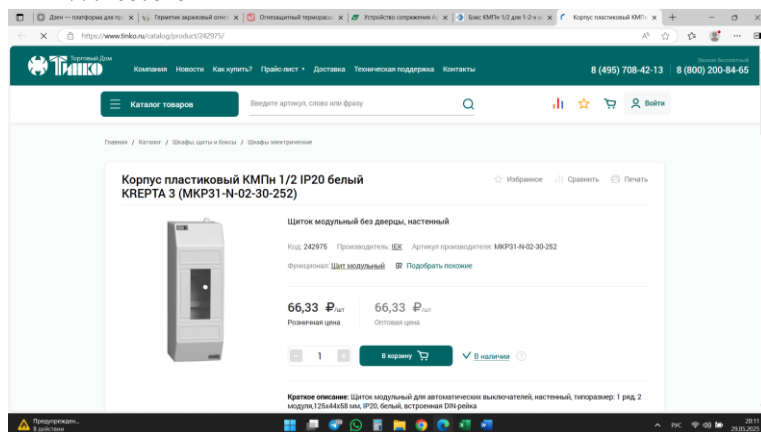 Дзен — платформа для пр
Герметик акриловый огнес
Огнезащитный терморасш
Устройство сопряжения А
Бокс КМПн 1/2 для 1-2-х а
Корпус пластиковый КМПн
https://www.tinko.ru/catalog/product/242975/
Торговый Дом
ТИНКО
Компания Новости Как купить? Прайс-лист Доставка Техническая поддержка Контакты
8 (495) 708-42-13
Звонок бесплатный
8 (800) 200-84-65
Каталог товаров
Введите артикул, слово или фразу
Войти
Главная / Каталог / Шкафы, щиты и боксы / Шкафы электрические
Корпус пластиковый КМПн 1/2 IP20 белый
KREPTA 3 (MKP31-N-02-30-252)
Избранное Сравнить Печать
Щиток модульный без дверцы, настенный
Код: 242975 Производитель: IEK Артикул производителя: MKP31-N-02-30-252
Функционал: Щит модульный Подобрать похожие
66,33 ₽/шт 66,33 ₽/шт
Розничная цена Оптовая цена
- 1 + В корзину В наличии ?
Краткое описание: Щиток модульный для автоматических выключателей, настенный, типоразмер: 1 ряд, 2
модуля,125х44х58 мм, IP20, белый, встроенная DIN-рейка
Предупрежден...
В действии
РУС
20:11
29.05.2025